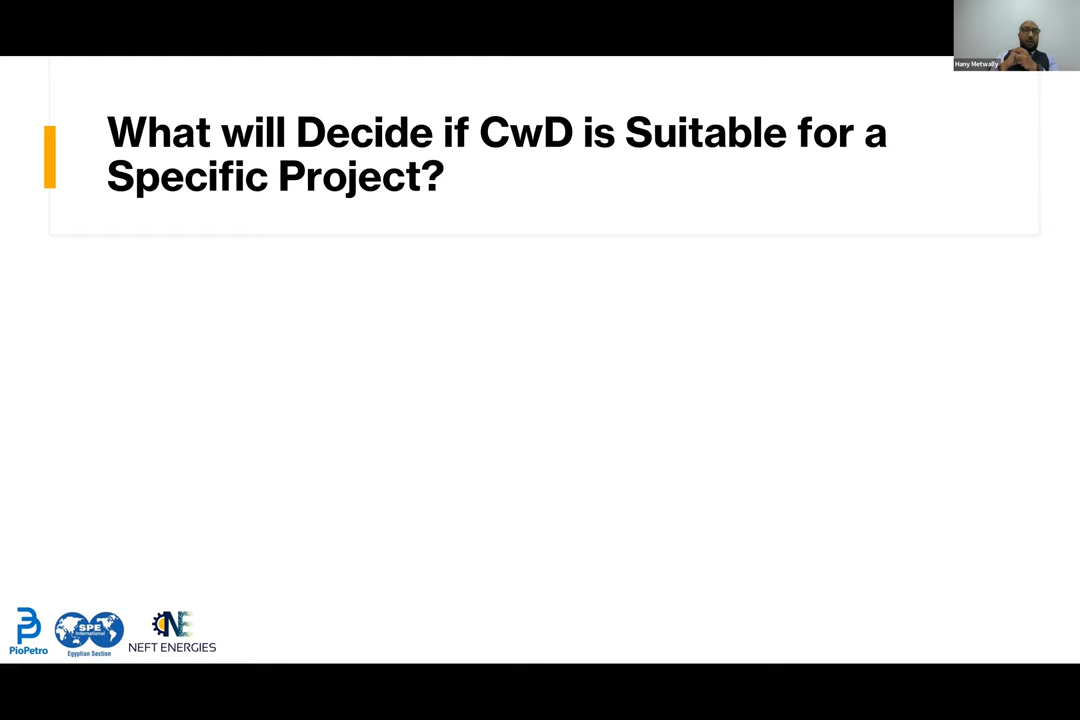 Hany Metwally
What will Decide if CwD is Suitable for a
Specific Project?
PioPetro
SPE
International
Egyptian Section
NE
NEFT ENERGIES